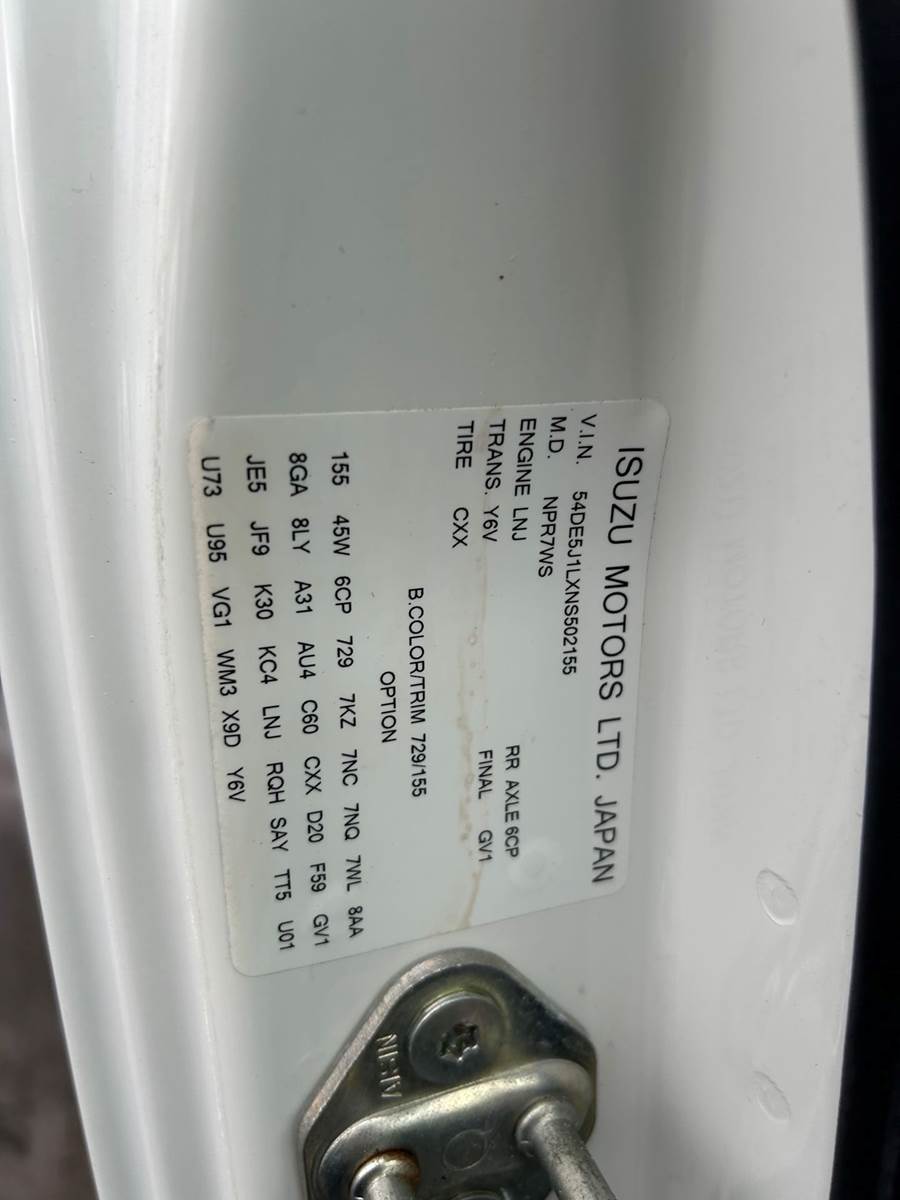 ISUZU MOTORS LTD. JAPAN
V.I.N. 54DE5J1LXNS502155
M.D. NPR7WS
ENGINE LNJ RR AXLE 6CP
TRANS. Y6V FINAL GV1
TIRE CXX
B.COLOR/TRIM 729/155
OPTION
155 45W 6CP 729 7KZ 7NC 7NQ 7WL 8AA
8GA 8LY A31 AU4 C60 CXX D20 F59 GV1
JE5 JF9 K30 KC4 LNJ RQH SAY TT5 U01
U73 U95 VG1 WM3 X9D Y6V
AISIN